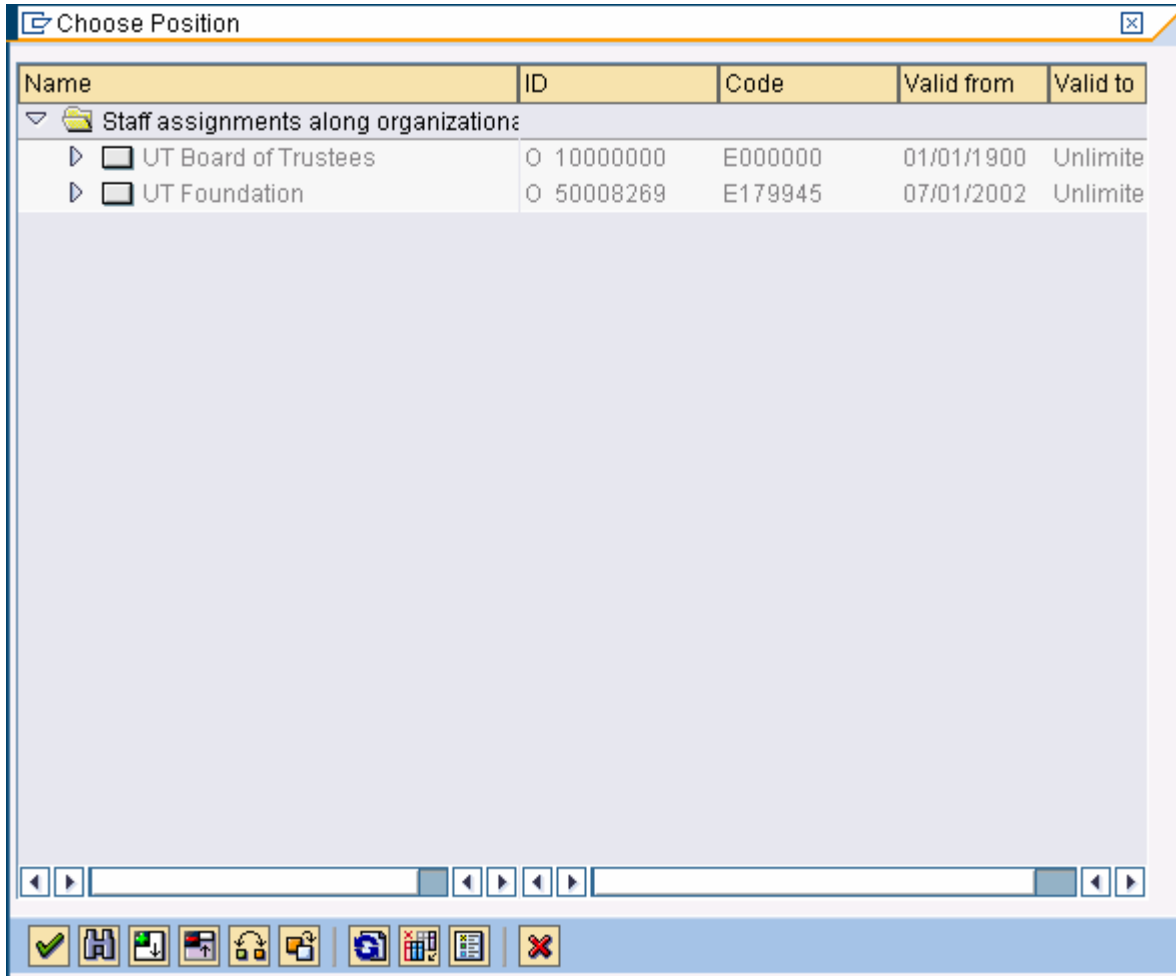 Choose Position
Name ID Code Valid from Valid to
Staff assignments along organizationa
UT Board of Trustees O 10000000 E000000 01/01/1900 Unlimite
UT Foundation O 50008269 E179945 07/01/2002 Unlimite